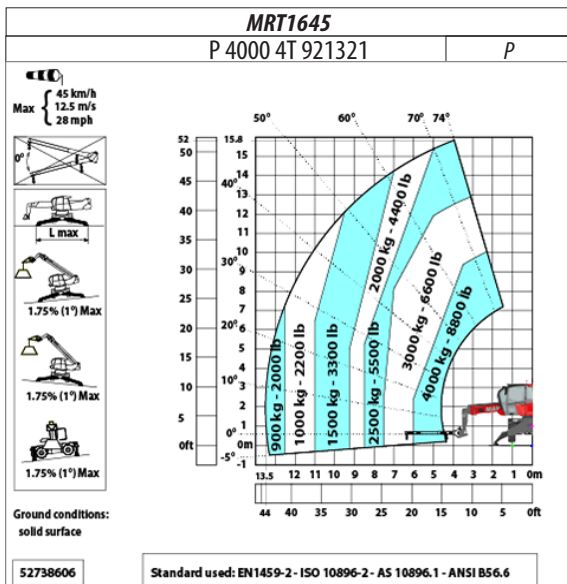 MRT1645
P 4000 4T 921321 P
Max { 45 km/h
12.5 m/s
28 mph
0°
L max
1.75% (1°) Max
1.75% (1°) Max
1.75% (1°) Max
Ground conditions:
solid surface
52738606
50° 60° 70° 74°
40°
30°
20°
10°
0°
-5°
52
50
45
40
35
30
25
20
15
10
5
0ft
15.8
15
14
13
12
11
10
9
8
7
6
5
4
3
2
1
0m
-1
900 kg - 2000 lb
1000 kg - 2200 lb
1500 kg - 3300 lb
2000 kg - 4400 lb
2500 kg - 5500 lb
3000 kg - 6600 lb
4000 kg - 8800 lb
13.5 12 11 10 9 8 7 6 5 4 3 2 1 0m
44 40 35 30 25 20 15 10 5 0ft
Standard used: EN1459-2 - ISO 10896-2 - AS 10896.1 - ANSI B56.6